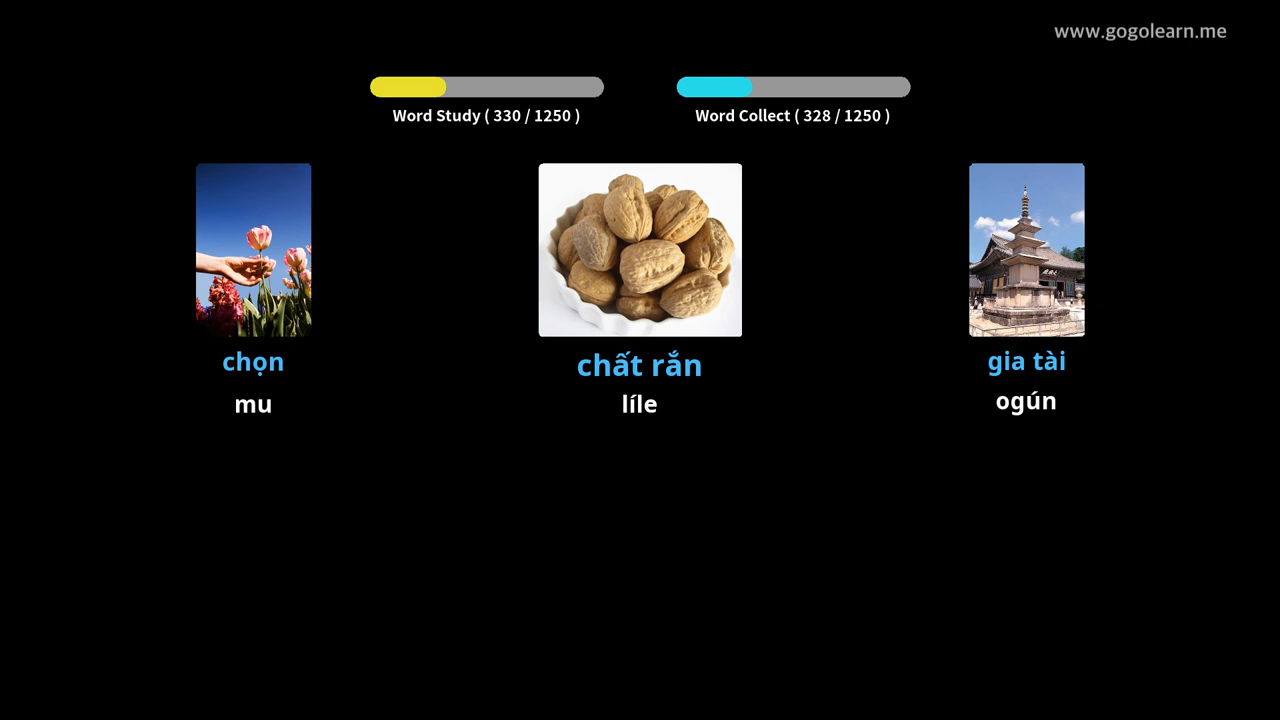 www.gogolearn.me
Word Study ( 330 / 1250 )
Word Collect ( 328 / 1250 )
chọn
chất rắn
gia tài
mu
líle
ogún